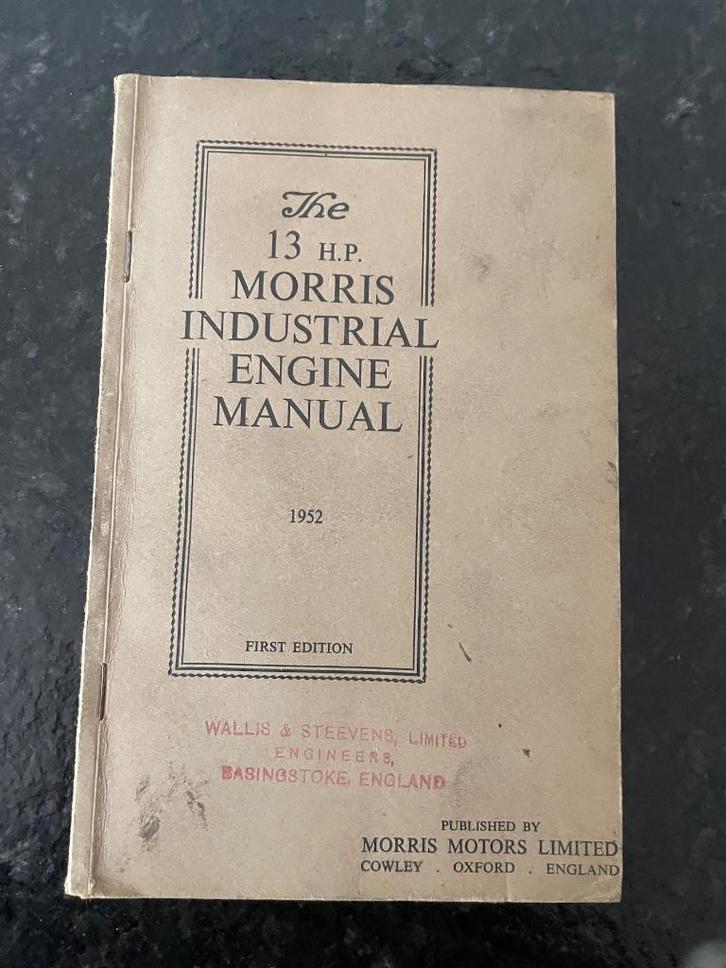 The
13 H.P.
MORRIS
INDUSTRIAL
ENGINE
MANUAL
1952
FIRST EDITION
WALLIS & STEEVENS, LIMITED
ENGINEERS,
BASINGSTOKE, ENGLAND
PUBLISHED BY
MORRIS MOTORS LIMITED
COWLEY . OXFORD . ENGLAND